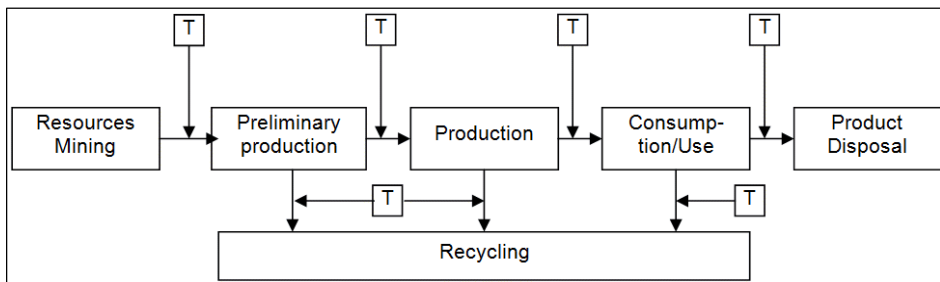 T
T
T
T
Resources
Mining
Preliminary
production
Production
Consump-
tion/Use
Product
Disposal
T
T
Recycling